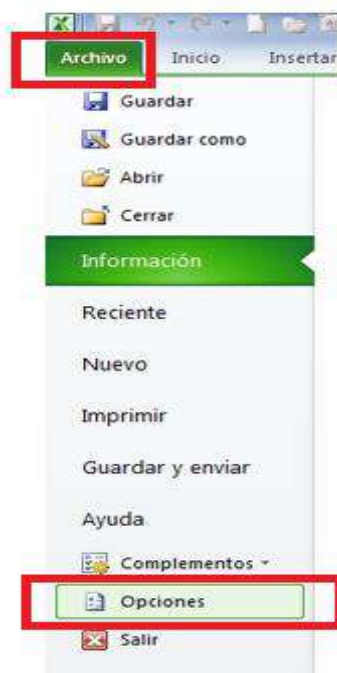 Archivo Inicio Insertar
Guardar
Guardar como
Abrir
Cerrar
Información
Reciente
Nuevo
Imprimir
Guardar y enviar
Ayuda
Complementos
Opciones
Salir